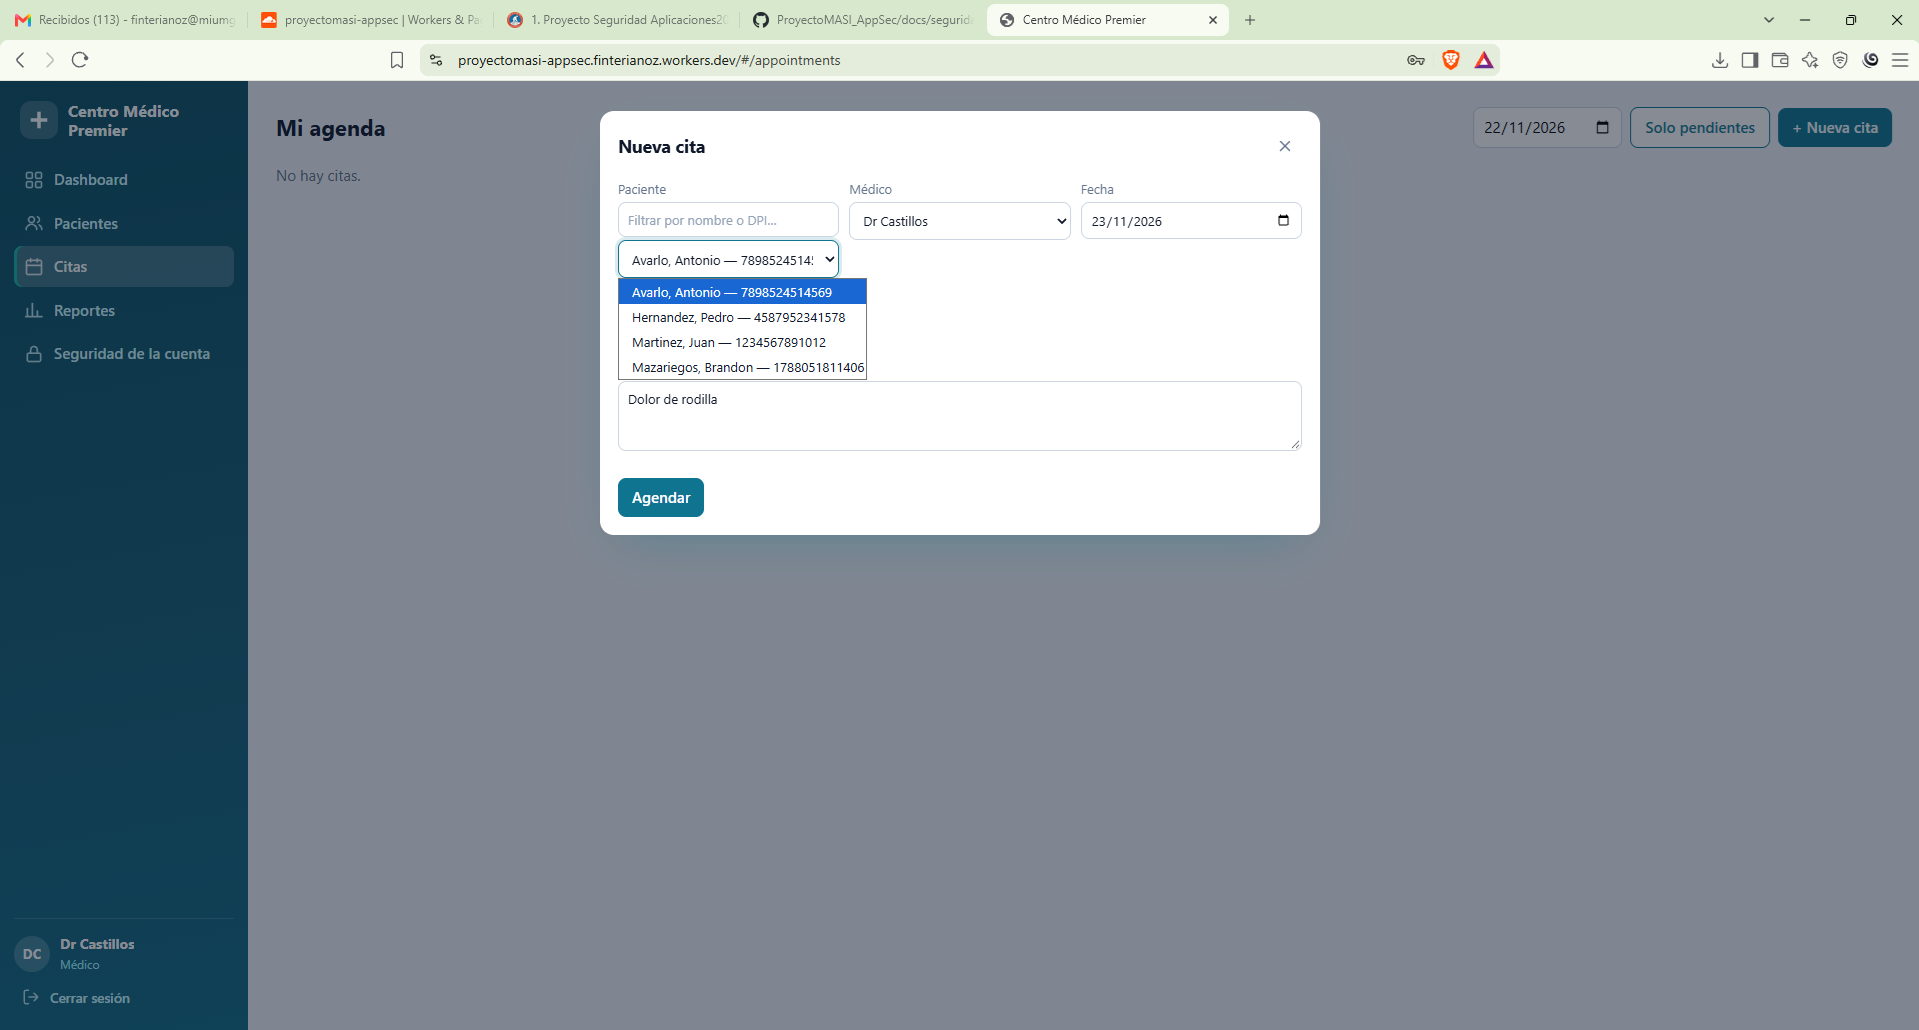 Recibidos (113) - finterianoz@miumg
proyectomasi-appsec | Workers & Pa
1. Proyecto Seguridad Aplicaciones20
ProyectoMASI_AppSec/docs/segurida
Centro Médico Premier
proyectomasi-appsec.finterianoz.workers.dev/#/appointments
Centro Médico
Premier
Dashboard
Pacientes
Citas
Reportes
Seguridad de la cuenta
DC
Dr Castillos
Médico
Cerrar sesión
Mi agenda
No hay citas.
22/11/2026
Solo pendientes
+ Nueva cita
Nueva cita
Paciente
Médico
Fecha
Filtrar por nombre o DPI...
Dr Castillos
23/11/2026
Avarlo, Antonio — 789852451456
Avarlo, Antonio — 7898524514569
Hernandez, Pedro — 4587952341578
Martinez, Juan — 1234567891012
Mazariegos, Brandon — 1788051811406
Dolor de rodilla
Agendar